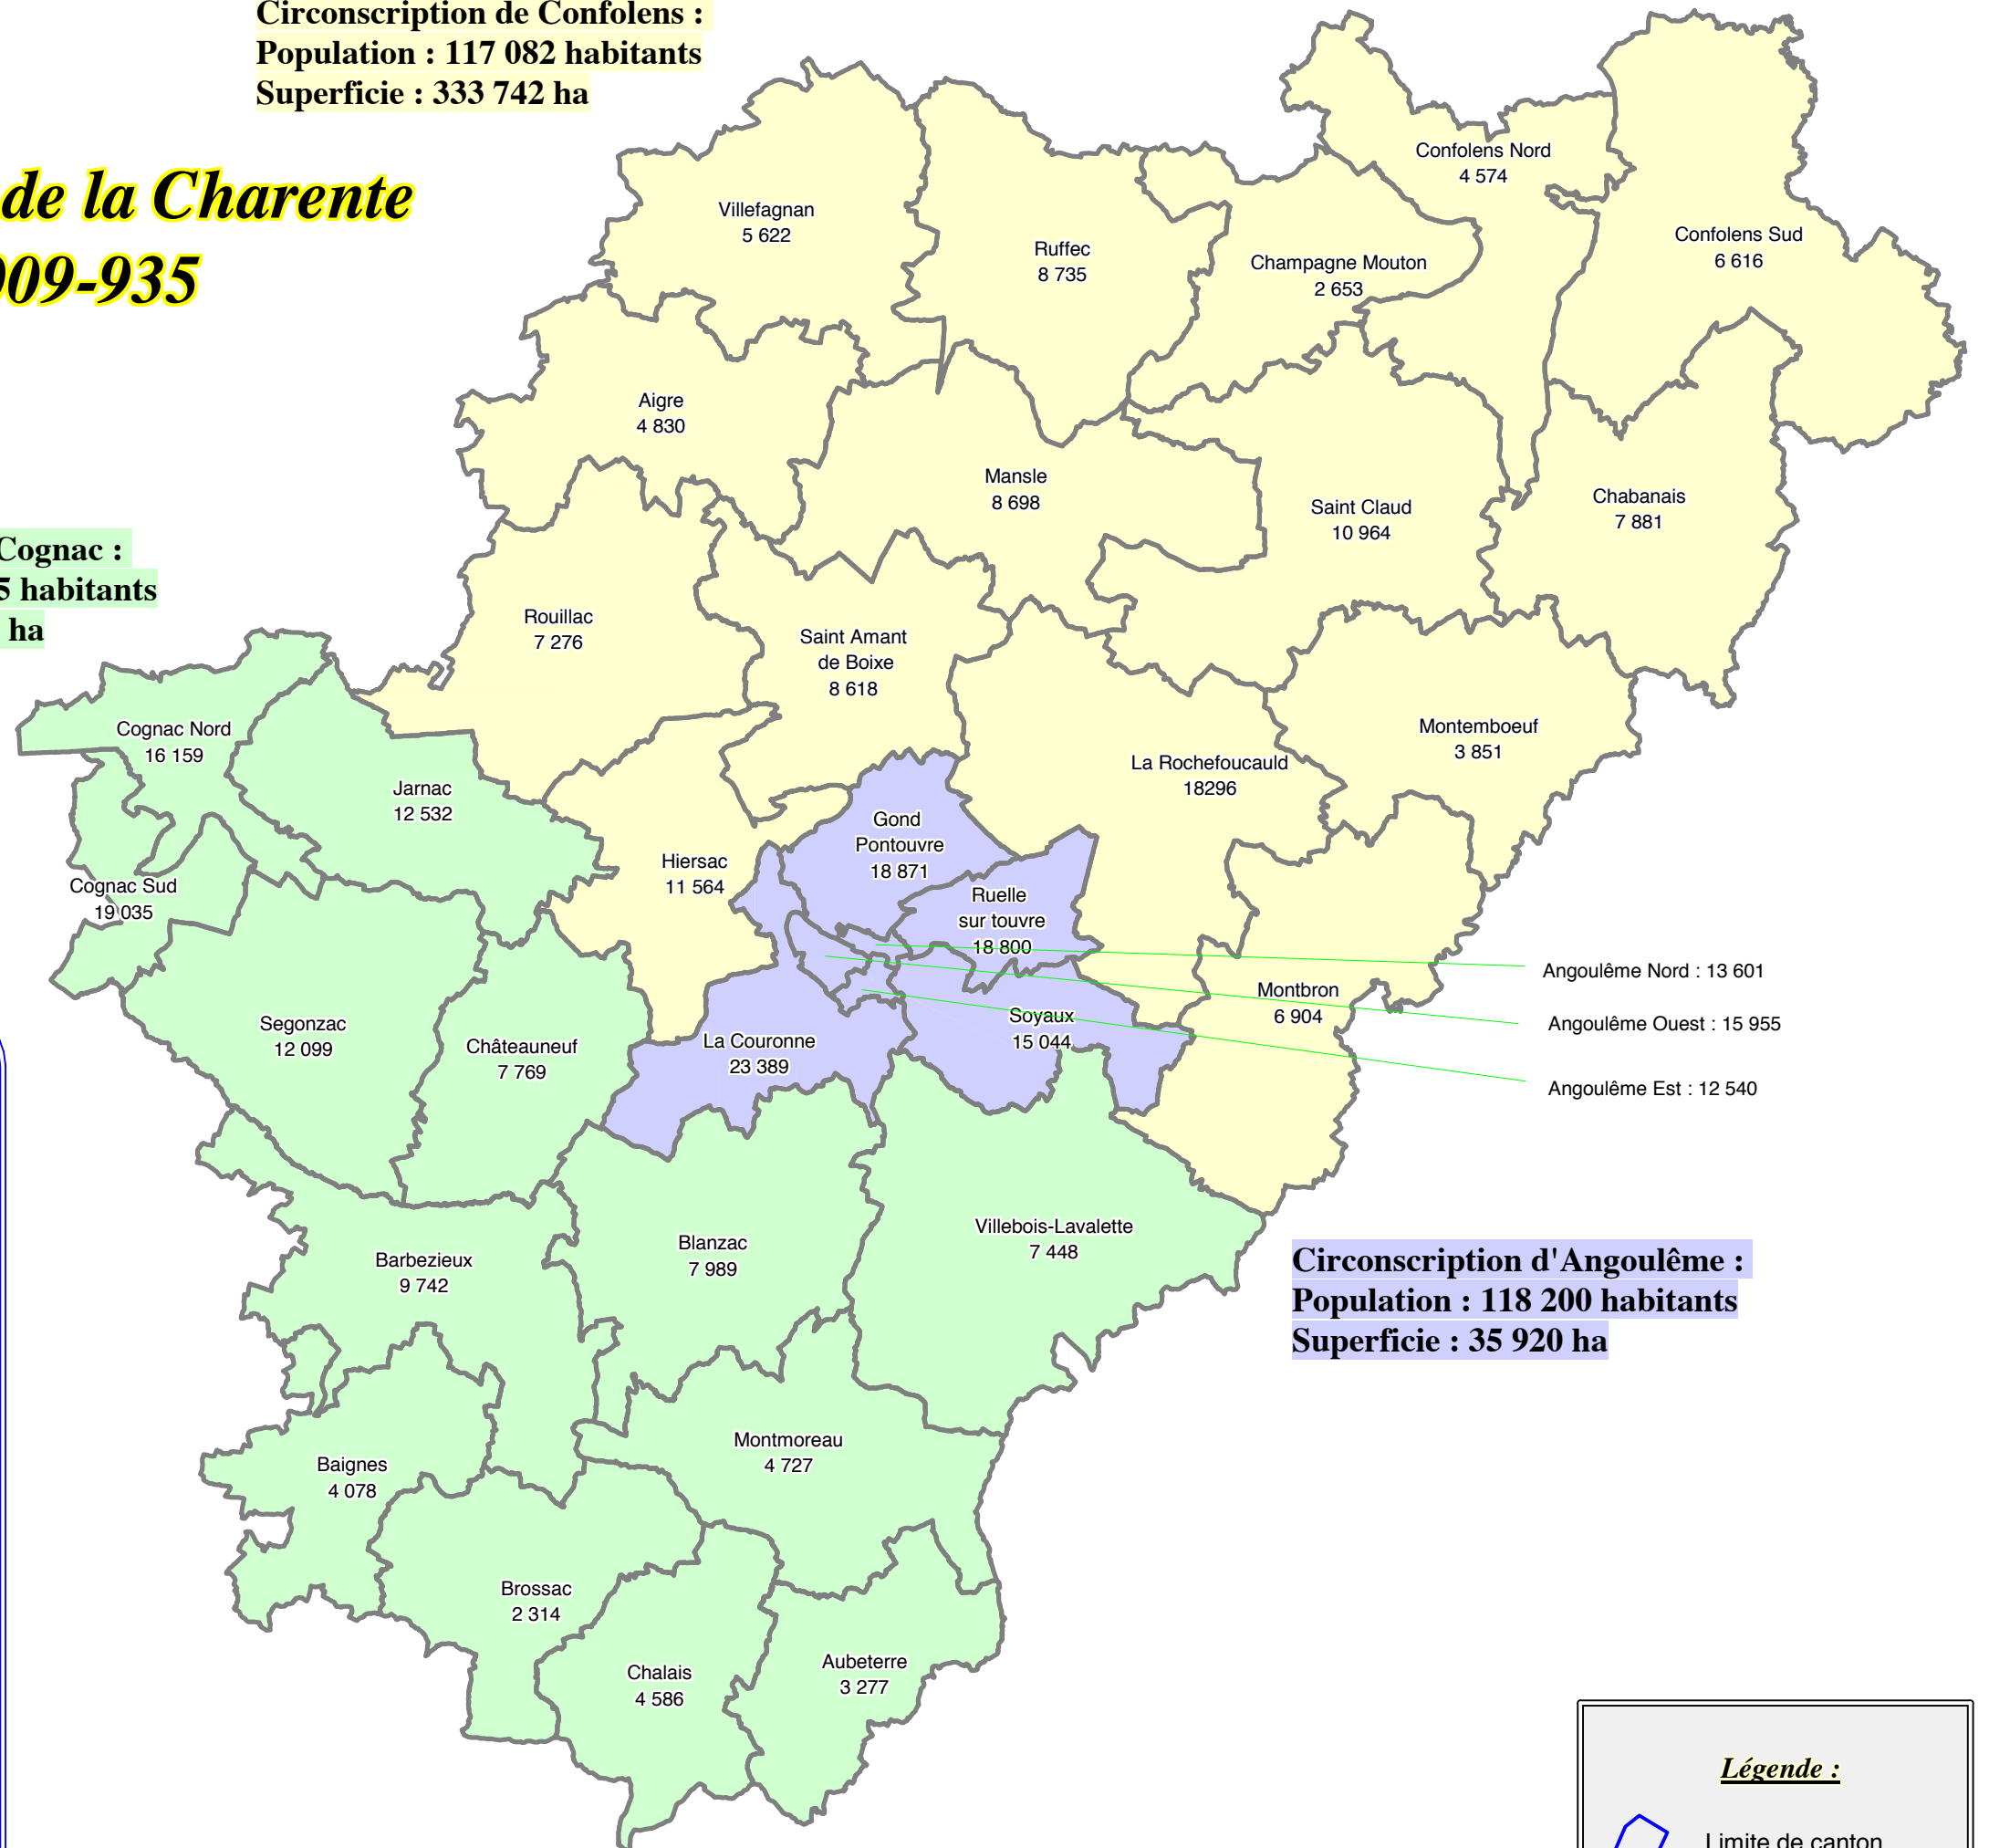 Circonscription de Confolens :
Population : 117 082 habitants
Superficie : 333 742 ha
de la Charente
009-935
Cognac :
5 habitants
ha
Confolens Nord
4 574
Villefagnan
5 622
Ruffec
8 735
Champagne Mouton
2 653
Confolens Sud
6 616
Aigre
4 830
Mansle
8 698
Saint Claud
10 964
Chabanais
7 881
Rouillac
7 276
Saint Amant
de Boixe
8 618
Cognac Nord
16 159
Jarnac
12 532
La Rochefoucauld
18296
Montemboeuf
3 851
Gond
Pontouvre
18 871
Hiersac
11 564
Ruelle
sur touvre
18 800
Cognac Sud
19 035
Angoulême Nord : 13 601
Montbron
6 904
Angoulême Ouest : 15 955
Segonzac
12 099
Châteauneuf
7 769
La Couronne
23 389
Soyaux
15 044
Angoulême Est : 12 540
Villebois-Lavalette
7 448
Blanzac
7 989
Barbezieux
9 742
Circonscription d'Angoulême :
Population : 118 200 habitants
Superficie : 35 920 ha
Montmoreau
4 727
Baignes
4 078
Brossac
2 314
Chalais
4 586
Aubeterre
3 277
Légende :
Limite de canton